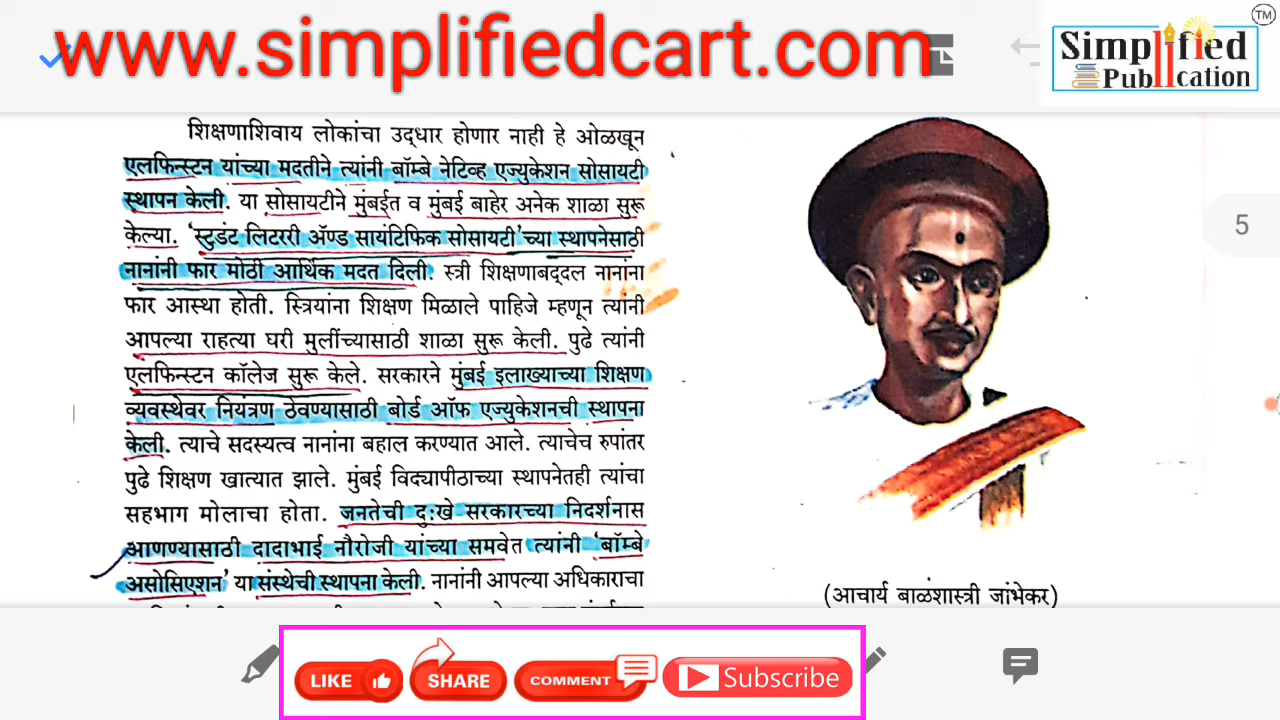 www.simplifiedcart.com
TM
Simplified
Publication
शिक्षणाशिवाय लोकांचा उद्धार होणार नाही हे ओळखून
एलफिन्स्टन यांच्या मदतीने त्यांनी बॉम्बे नेटिव्ह एज्युकेशन सोसायटी
स्थापन केली. या सोसायटीने मुंबईत व मुंबई बाहेर अनेक शाळा सुरू
केल्या. ‘स्टुडंट लिटररी ॲण्ड सायंटिफिक सोसायटी’च्या स्थापनेसाठी
नानांनी फार मोठी आर्थिक मदत दिली. स्त्री शिक्षणाबद्दल नानांना
फार आस्था होती. स्त्रियांना शिक्षण मिळाले पाहिजे म्हणून त्यांनी
आपल्या राहत्या घरी मुलींच्यासाठी शाळा सुरू केली. पुढे त्यांनी
एलफिन्स्टन कॉलेज सुरू केले. सरकारने मुंबई इलाख्याच्या शिक्षण
व्यवस्थेवर नियंत्रण ठेवण्यासाठी बोर्ड ऑफ एज्युकेशनची स्थापना
केली. त्याचे सदस्यत्व नानांना बहाल करण्यात आले. त्याचेच रुपांतर
पुढे शिक्षण खात्यात झाले. मुंबई विद्यापीठाच्या स्थापनेतही त्यांचा
सहभाग मोलाचा होता. जनतेची दुःखे सरकारच्या निदर्शनास
आणण्यासाठी दादाभाई नौरोजी यांच्या समवेत त्यांनी ‘बॉम्बे
असोसिएशन’ या संस्थेची स्थापना केली. नानांनी आपल्या अधिकाराचा
(आचार्य बाळंशास्त्री जांभेकर)
5
LIKE
SHARE
COMMENT
Subscribe